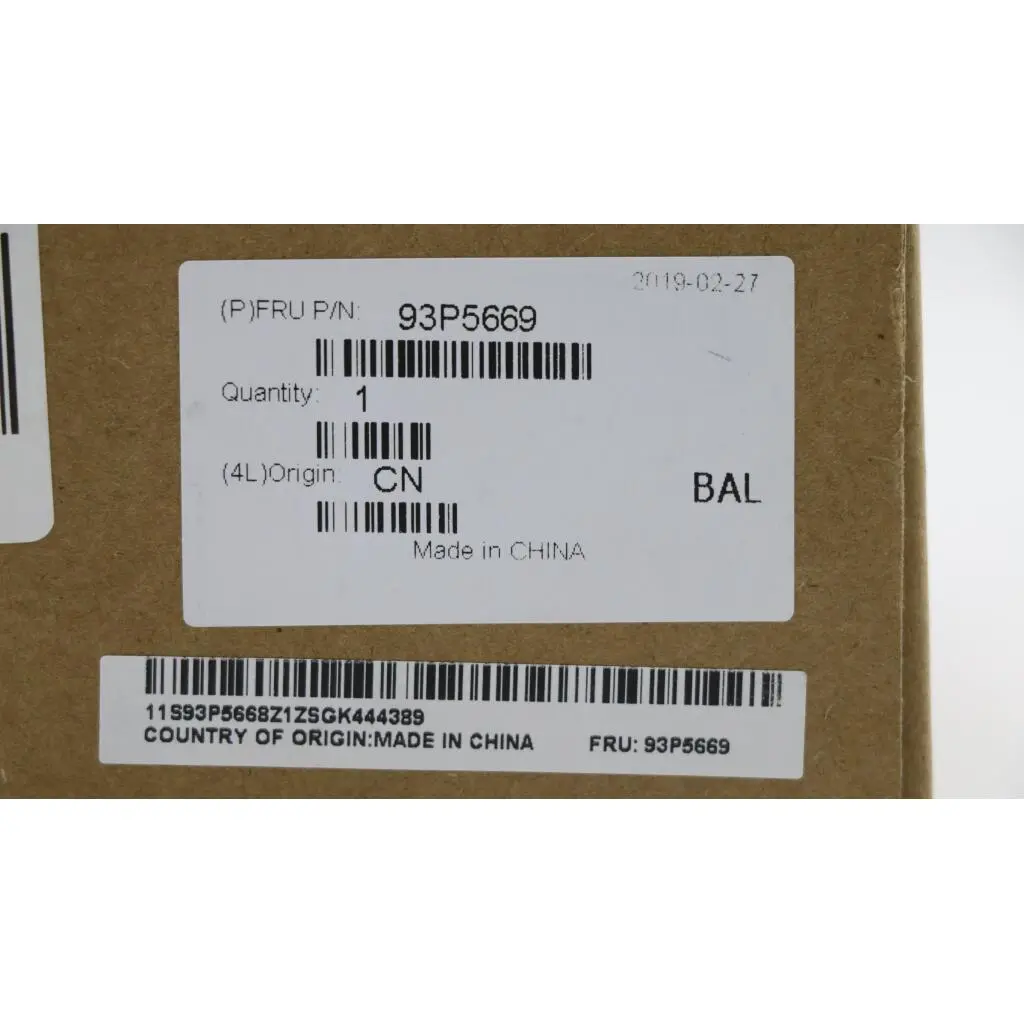 2019-02-27
(P)FRU P/N: 93P5669
Quantity: 1
(4L)Origin: CN
BAL
Made in CHINA
11S93P5668Z1ZSGK444389
COUNTRY OF ORIGIN:MADE IN CHINA FRU: 93P5669